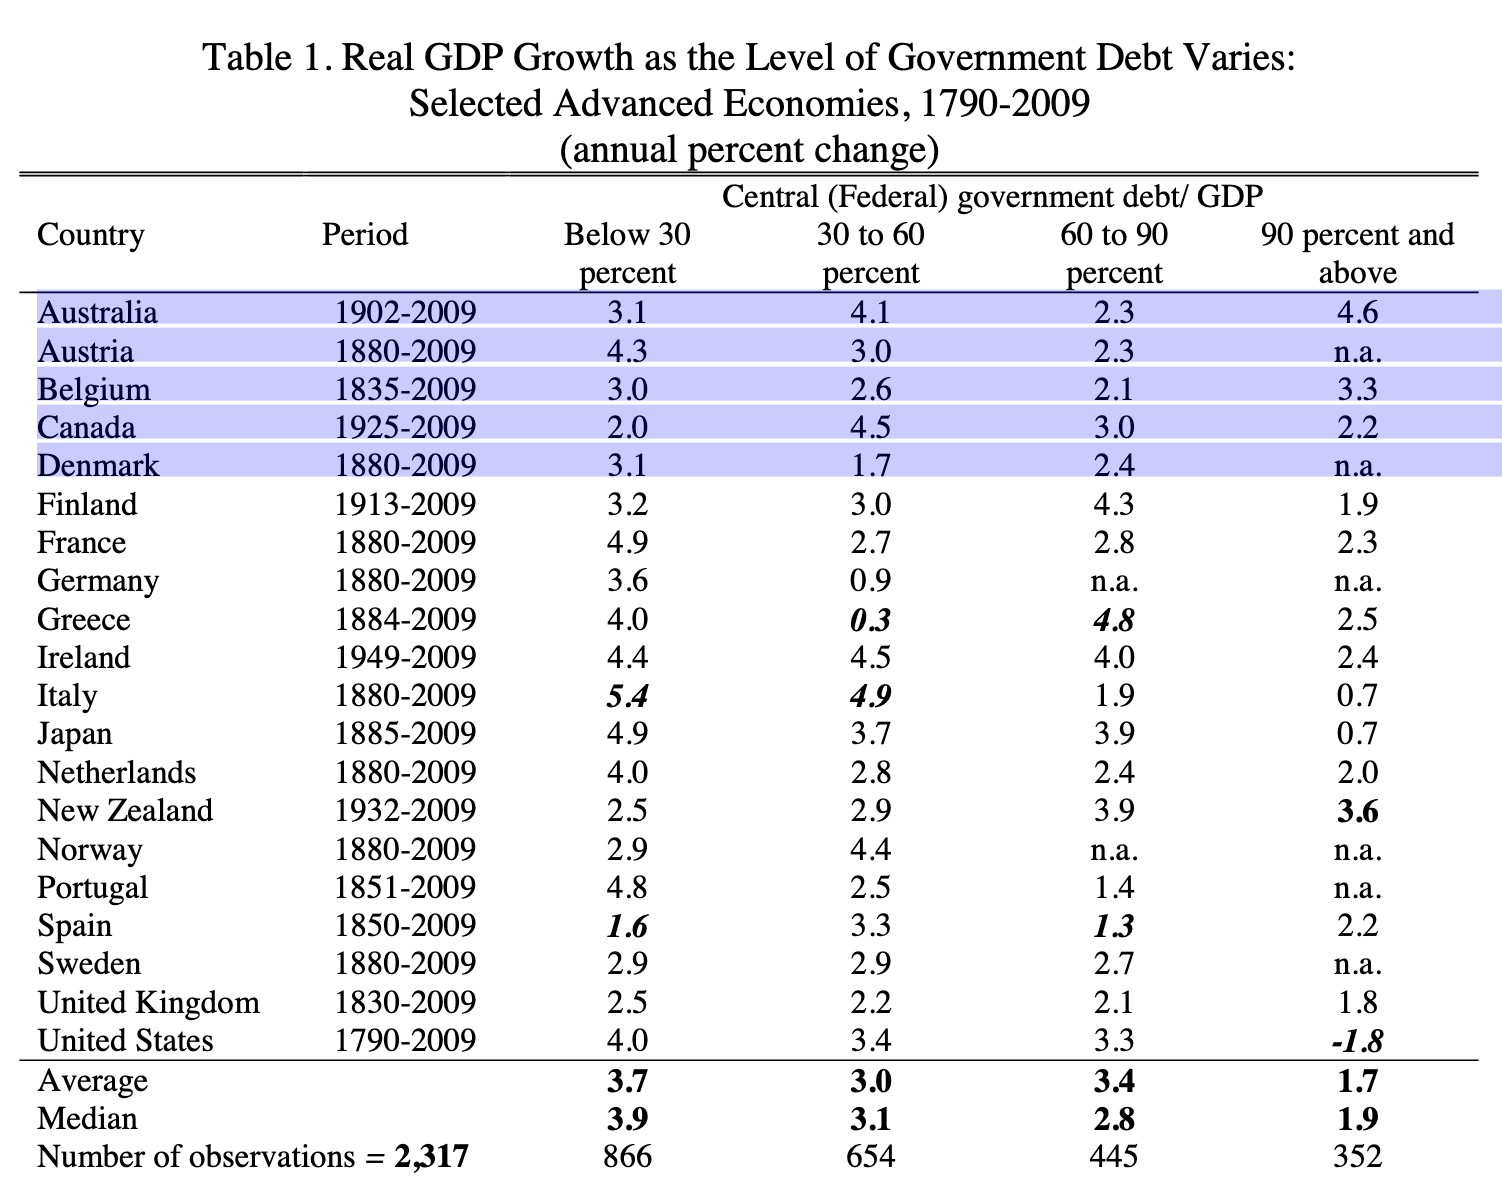 Table 1. Real GDP Growth as the Level of Government Debt Varies:
Selected Advanced Economies, 1790-2009
(annual percent change)
Central (Federal) government debt/ GDP
Country Period Below 30 30 to 60 60 to 90 90 percent and
percent percent percent above
Australia 1902-2009 3.1 4.1 2.3 4.6
Austria 1880-2009 4.3 3.0 2.3 n.a.
Belgium 1835-2009 3.0 2.6 2.1 3.3
Canada 1925-2009 2.0 4.5 3.0 2.2
Denmark 1880-2009 3.1 1.7 2.4 n.a.
Finland 1913-2009 3.2 3.0 4.3 1.9
France 1880-2009 4.9 2.7 2.8 2.3
Germany 1880-2009 3.6 0.9 n.a. n.a.
Greece 1884-2009 4.0 0.3 4.8 2.5
Ireland 1949-2009 4.4 4.5 4.0 2.4
Italy 1880-2009 5.4 4.9 1.9 0.7
Japan 1885-2009 4.9 3.7 3.9 0.7
Netherlands 1880-2009 4.0 2.8 2.4 2.0
New Zealand 1932-2009 2.5 2.9 3.9 3.6
Norway 1880-2009 2.9 4.4 n.a. n.a.
Portugal 1851-2009 4.8 2.5 1.4 n.a.
Spain 1850-2009 1.6 3.3 1.3 2.2
Sweden 1880-2009 2.9 2.9 2.7 n.a.
United Kingdom 1830-2009 2.5 2.2 2.1 1.8
United States 1790-2009 4.0 3.4 3.3 -1.8
Average 3.7 3.0 3.4 1.7
Median 3.9 3.1 2.8 1.9
Number of observations = 2,317 866 654 445 352